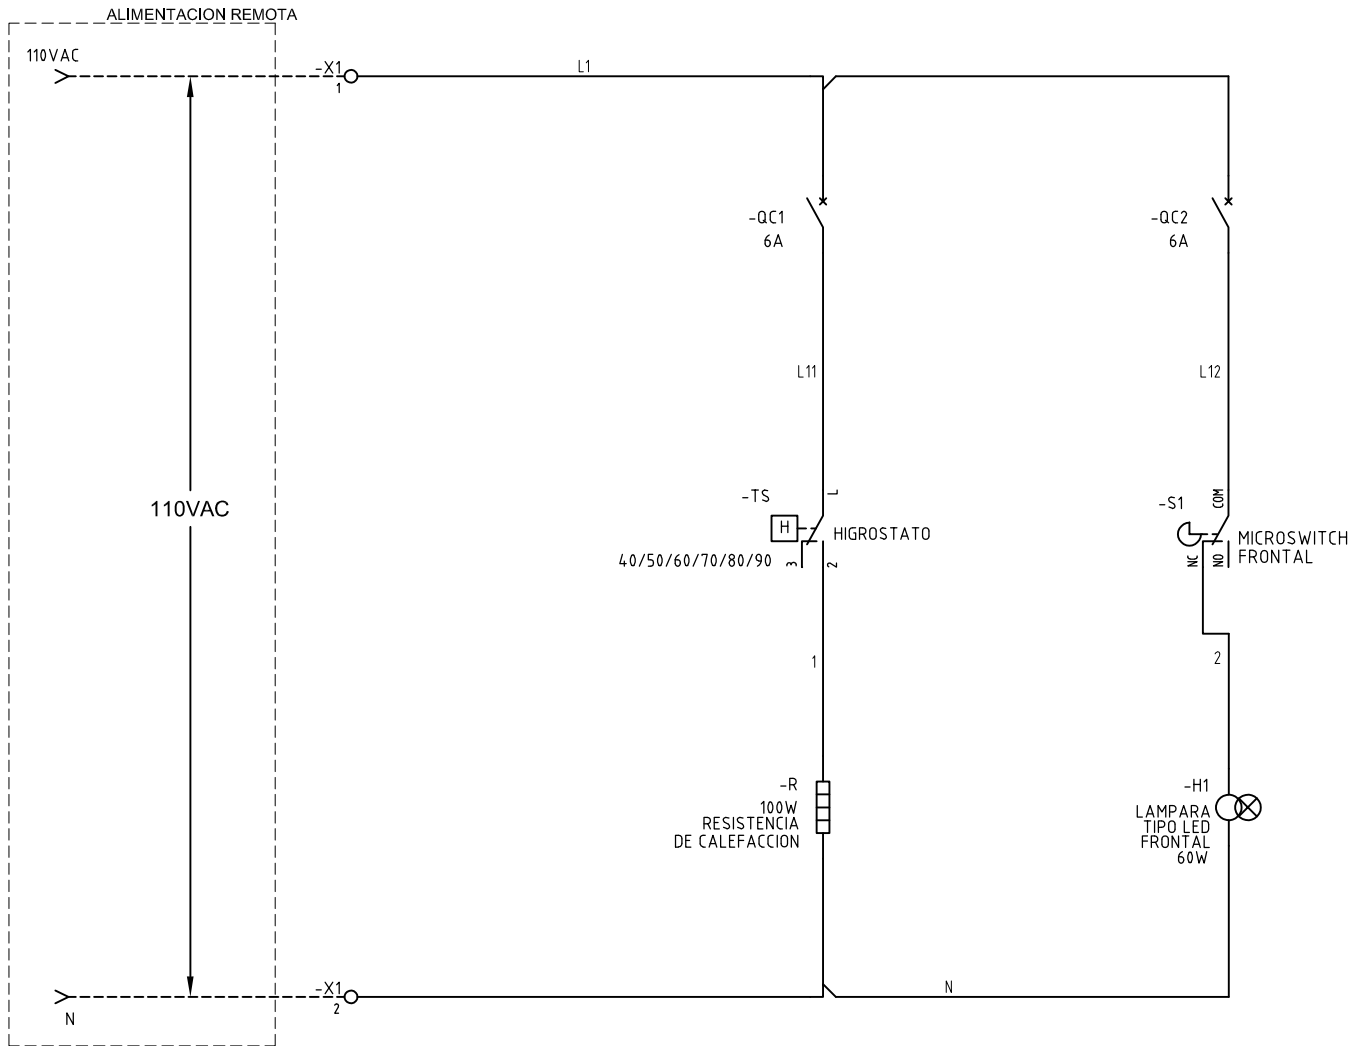 ALIMENTACION REMOTA
110VAC
-X1
1
L1
-QC1
6A
-QC2
6A
L11
L12
110VAC
-TS
L
H
HIGROSTATO
40/50/60/70/80/90
3
2
-S1
COM
MICROSWITCH
FRONTAL
NC
NO
1
2
-R
100W
RESISTENCIA
DE CALEFACCION
-H1
LAMPARA
TIPO LED
FRONTAL
60W
-X1
2
N
N